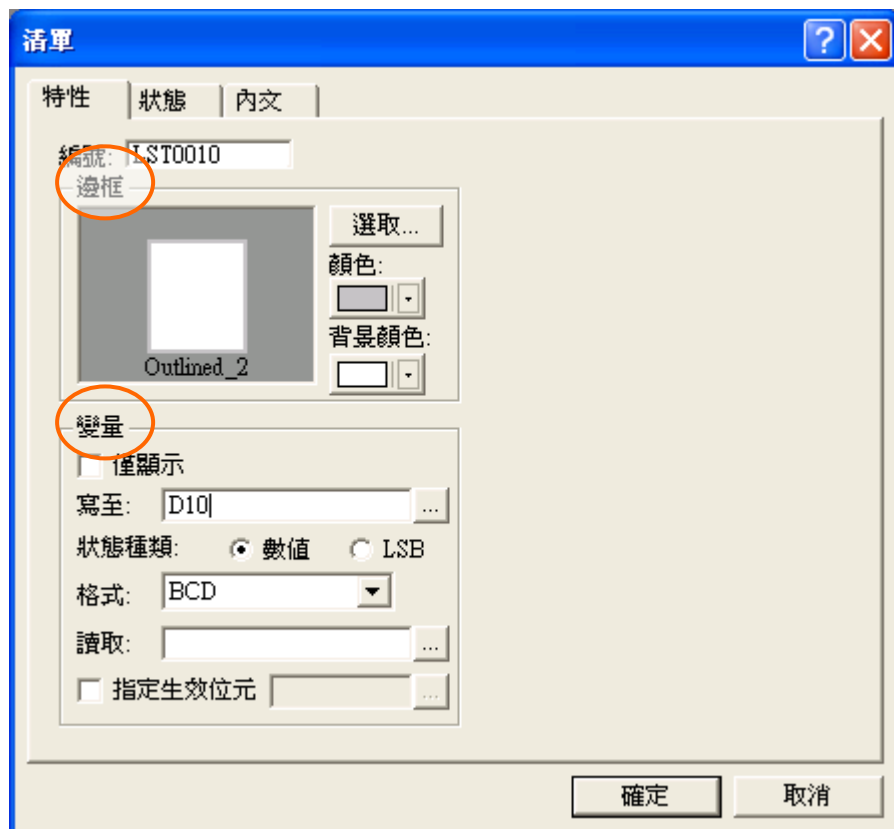 清單
特性 狀態 內文
編號: LST0010
邊框
選取...
顏色:
背景顏色:
Outlined_2
變量
僅顯示
寫至: D10 ...
狀態種類: 數值 LSB
格式: BCD
讀取: ...
指定生效位元 ...
確定 取消